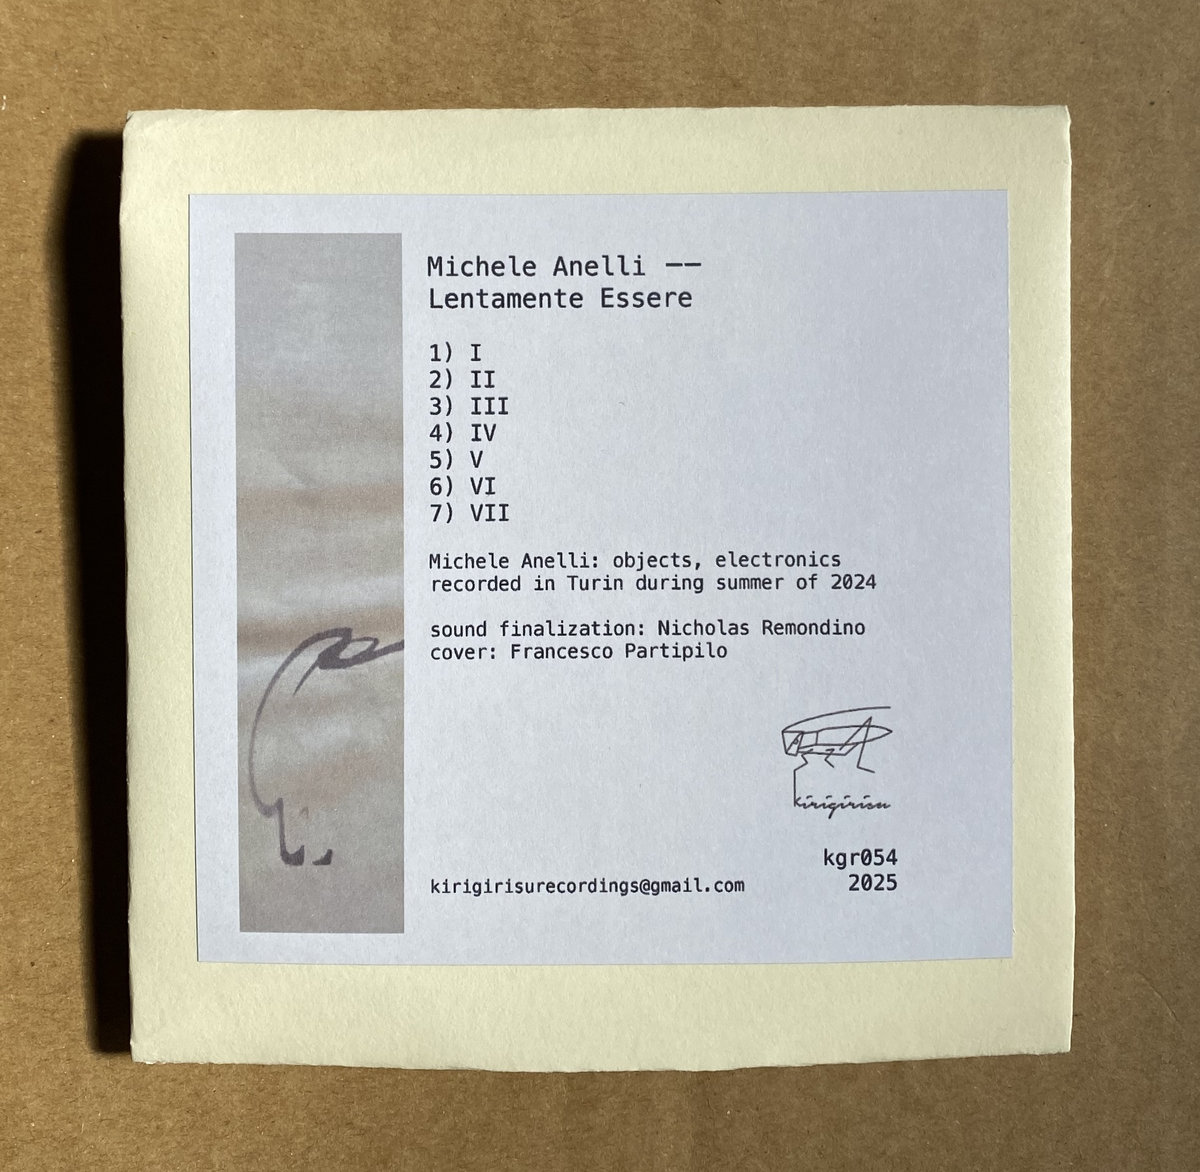 Michele Anelli ——
Lentamente Essere
1) I
2) II
3) III
4) IV
5) V
6) VI
7) VII
Michele Anelli: objects, electronics
recorded in Turin during summer of 2024
sound finalization: Nicholas Remondino
cover: Francesco Partipilo
kirigirisu
kgr054
kirigirisurecordings@gmail.com
2025